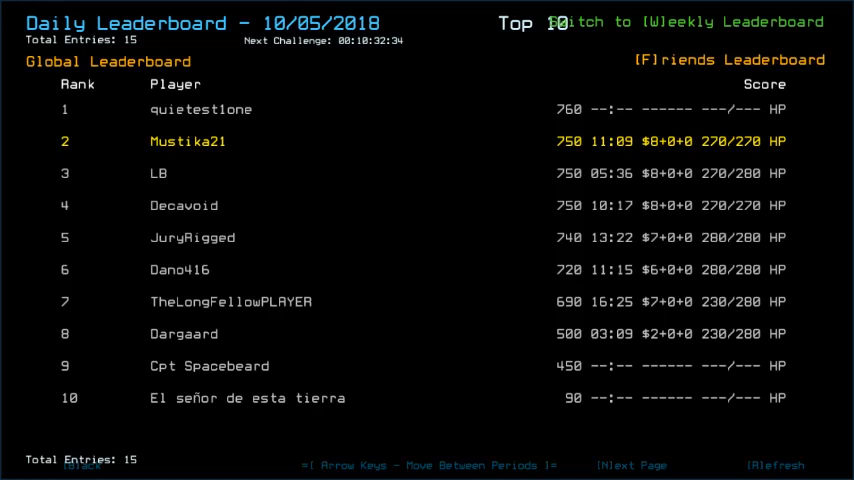 Daily Leaderboard - 10/05/2018 Top 10 Switch to [W]eekly Leaderboard
Total Entries: 15 Next Challenge: 00:10:32:34
Global Leaderboard [F]riends Leaderboard
Rank Player Score
1 quietest1one 760 --:-- ------ ---/--- HP
2 Mustika21 750 11:09 $8+0+0 270/270 HP
3 LB 750 05:36 $8+0+0 270/280 HP
4 Decavoid 750 10:17 $8+0+0 270/270 HP
5 JuryRigged 740 13:22 $7+0+0 280/280 HP
6 Dano416 720 11:15 $6+0+0 280/280 HP
7 TheLongFellowPLAYER 690 16:25 $7+0+0 230/280 HP
8 Dargaard 500 03:09 $2+0+0 230/280 HP
9 Cpt Spacebeard 450 --:-- ------ ---/--- HP
10 El señor de esta tierra 90 --:-- ------ ---/--- HP
Total Entries: 15
[B]ack =[ Arrow Keys - Move Between Periods ]= [N]ext Page [R]efresh